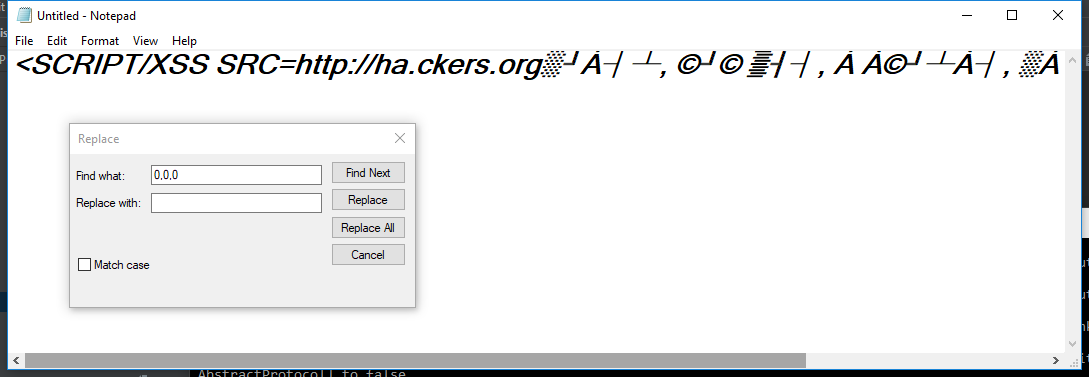 Untitled - Notepad
File Edit Format View Help
<SCRIPT/XSS SRC=http://ha.ckers.org▒┘Á┤┴, ©┘© ▓┤┤, Á Á©┘┴Á┤, ▒Á
Replace
Find what: 0,0,0 Find Next
Replace with: Replace
Replace All
Cancel
Match case
AbstractProtocol] to false